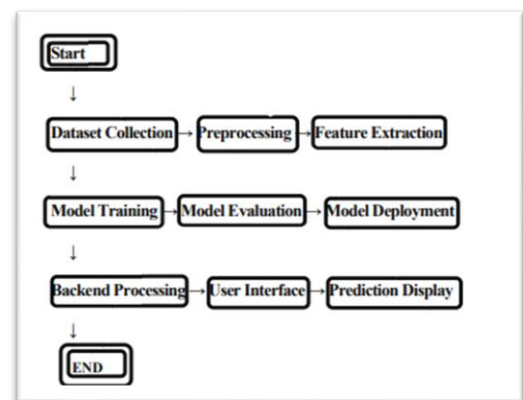 Start
↓
Dataset Collection → Preprocessing → Feature Extraction
↓
Model Training → Model Evaluation → Model Deployment
↓
Backend Processing → User Interface → Prediction Display
↓
END